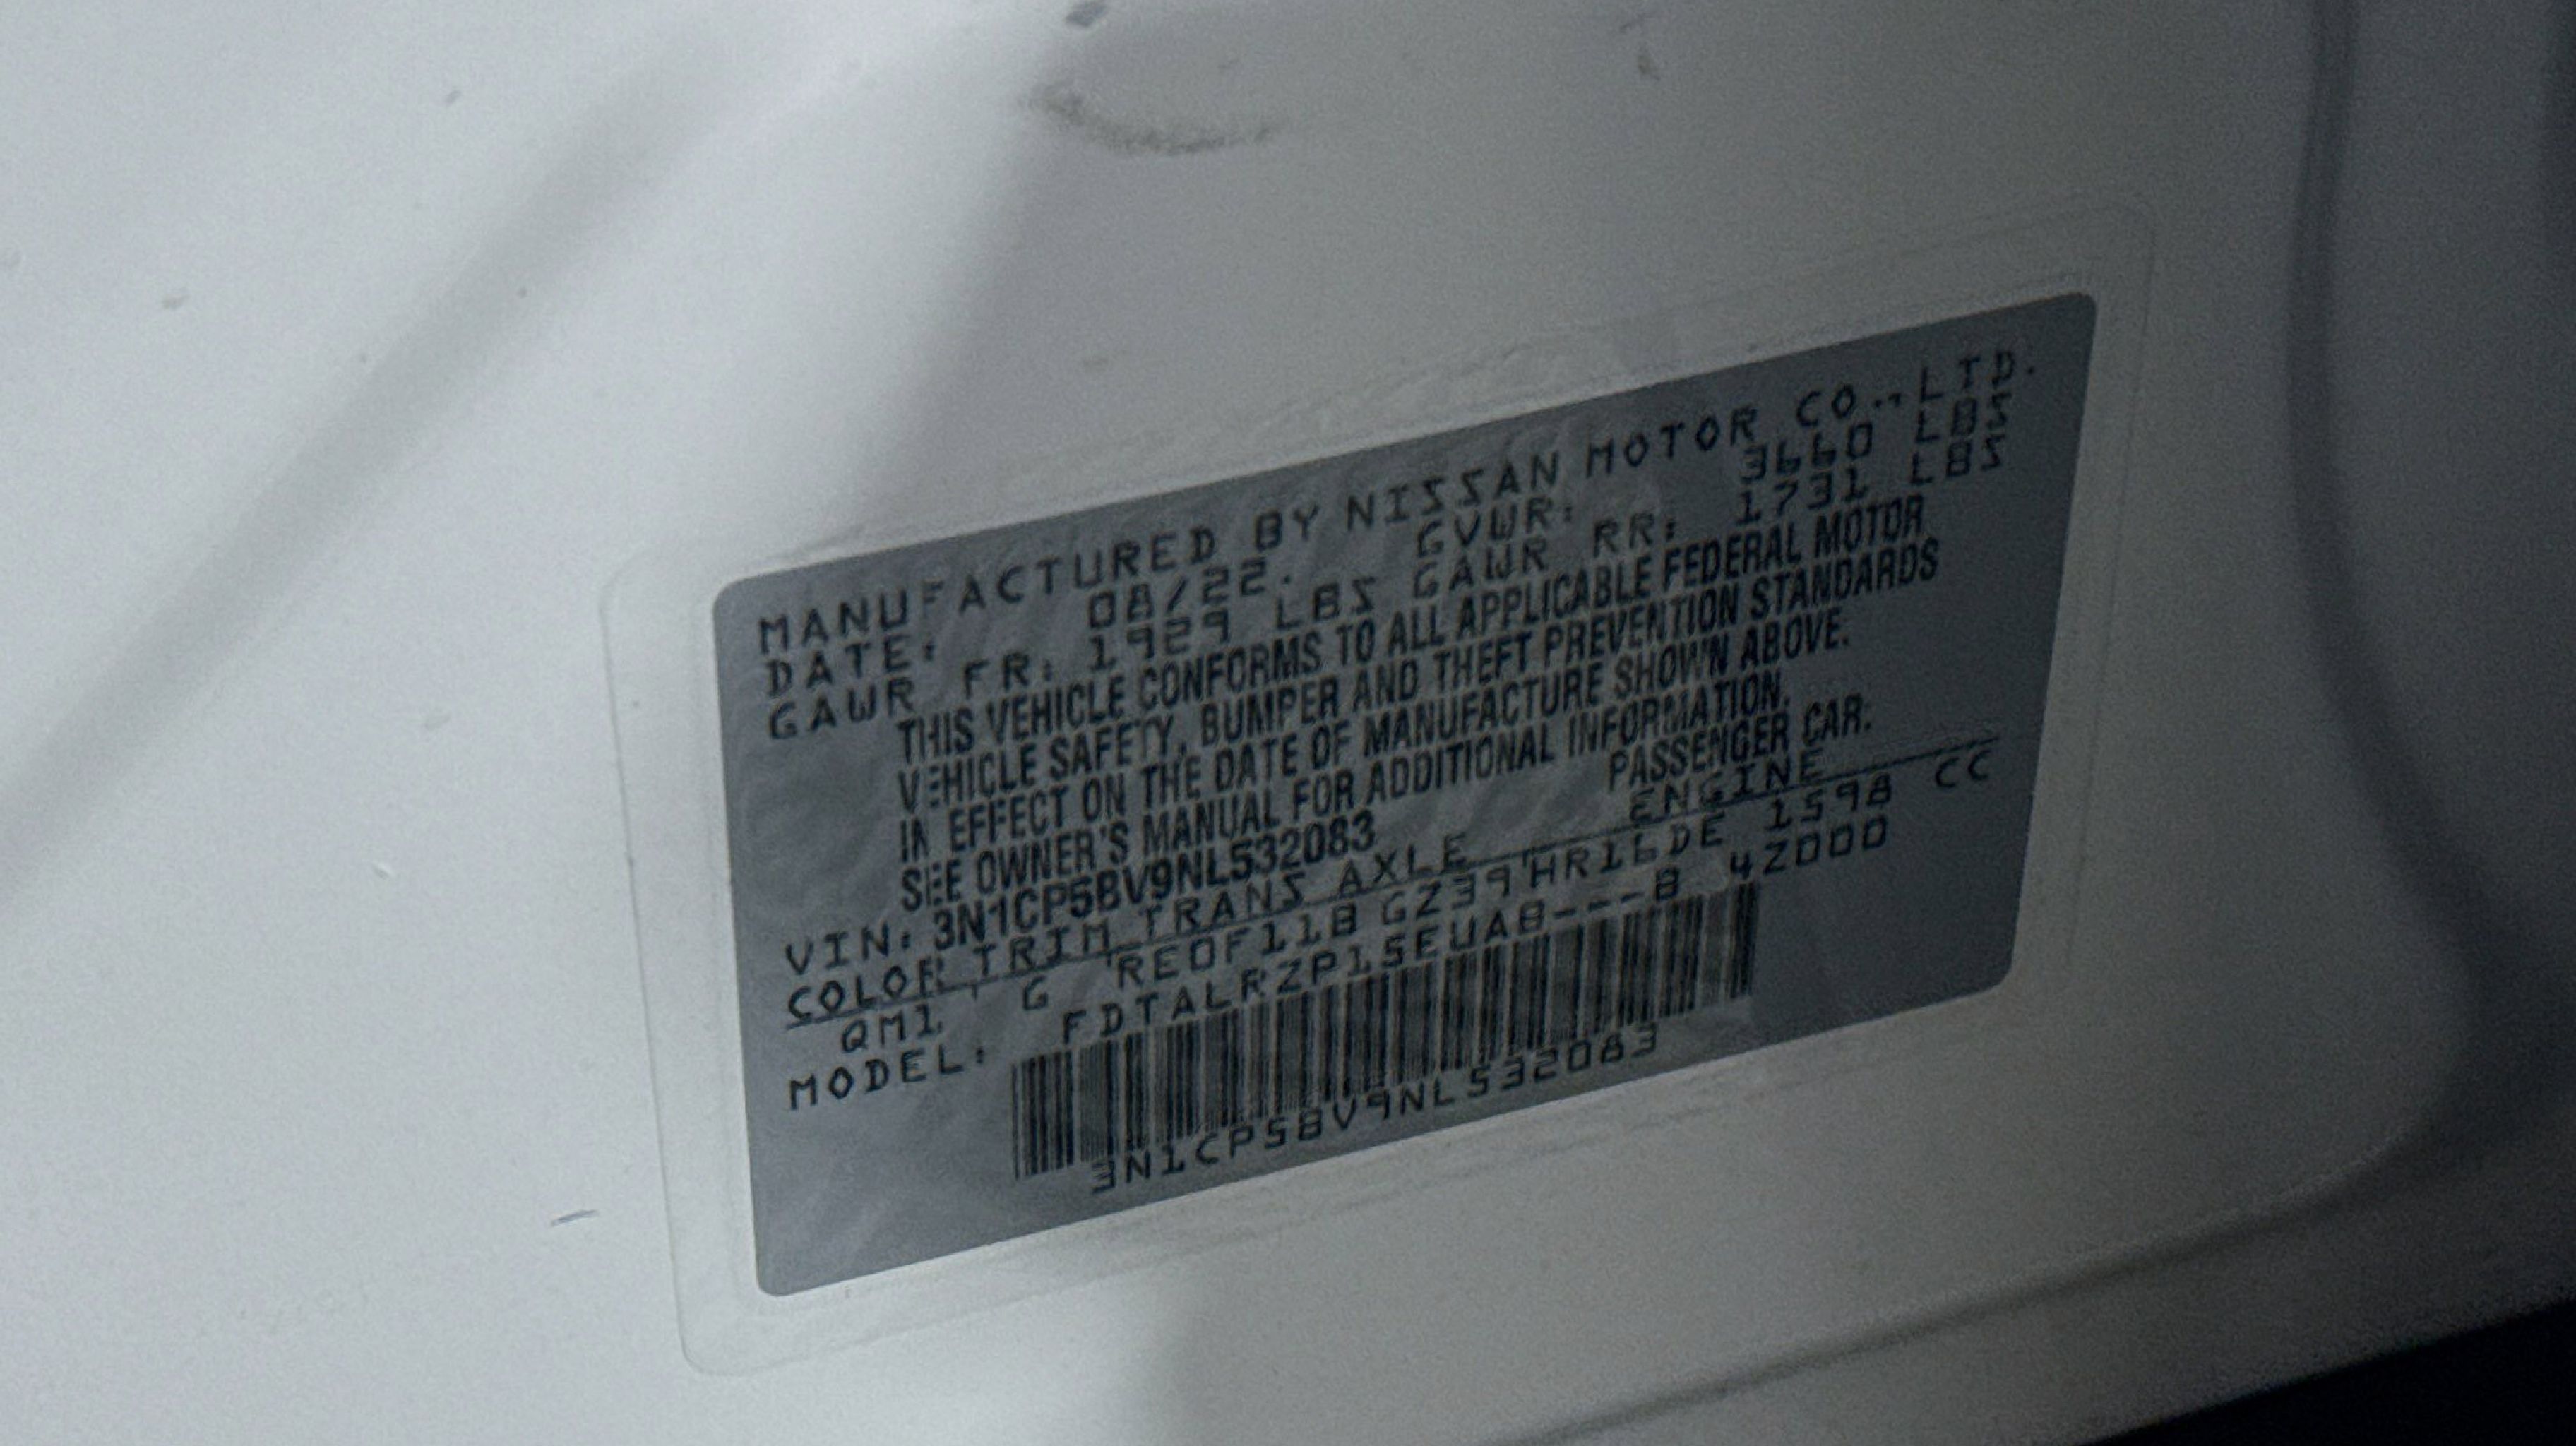 MANUFACTURED BY NISSAN MOTOR CO.,LTD.
DATE: 08/22. GVWR: 3660 LBS
GAWR FR: 1929 LBS GAWR RR: 1731 LBS
THIS VEHICLE CONFORMS TO ALL APPLICABLE FEDERAL MOTOR
VEHICLE SAFETY, BUMPER AND THEFT PREVENTION STANDARDS
IN EFFECT ON THE DATE OF MANUFACTURE SHOWN ABOVE.
SEE OWNER'S MANUAL FOR ADDITIONAL INFORMATION.
VIN: 3N1CP5BV9NL532083 PASSENGER CAR.
COLOR TRIM TRANS AXLE ENGINE
QM1 G RE0F11B GZ39 HR16DE 1598 CC
MODEL: FDTALRZP15EUAB---B 4Z000
3N1CP5BV9NL532083